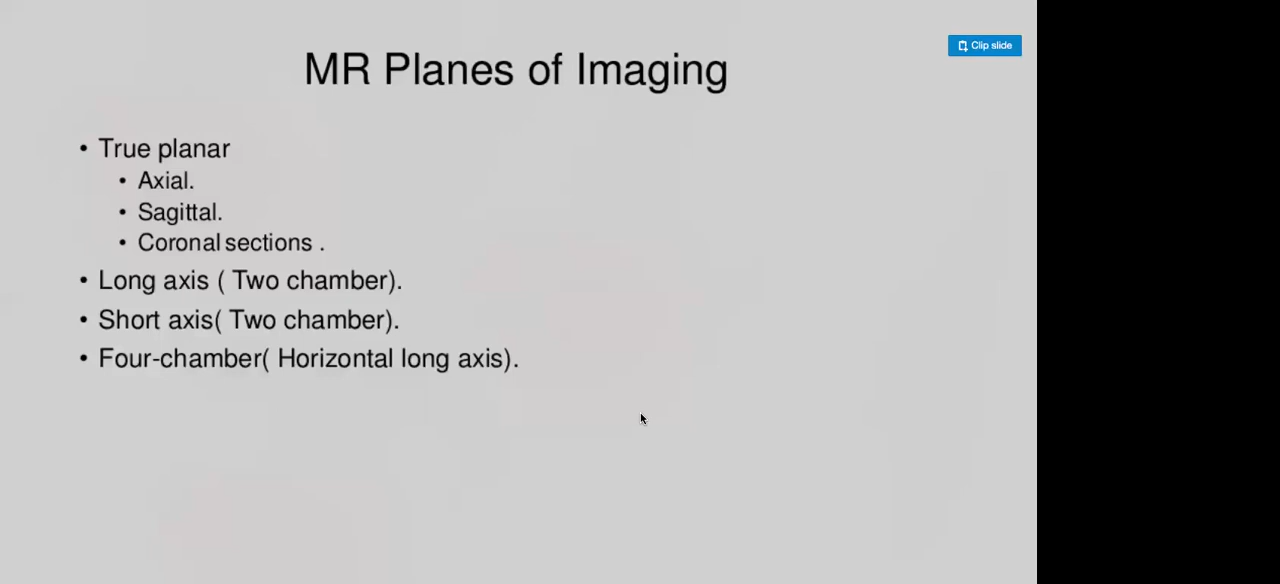 Clip slide
MR Planes of Imaging
• True planar
• Axial.
• Sagittal.
• Coronal sections .
• Long axis ( Two chamber).
• Short axis( Two chamber).
• Four-chamber( Horizontal long axis).